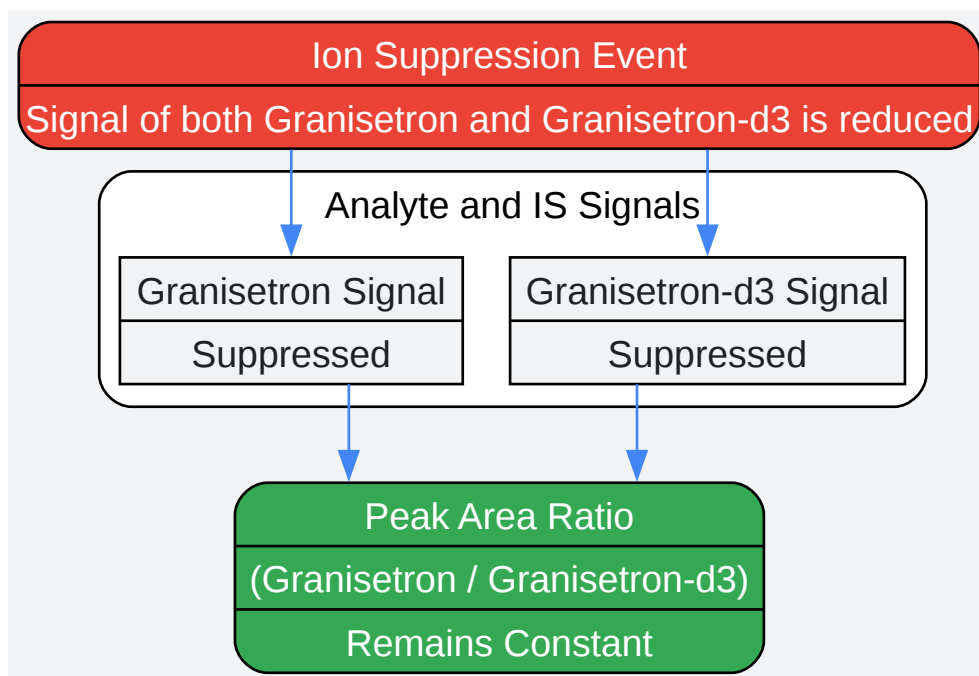 Ion Suppression Event
Signal of both Granisetron and Granisetron-d3 is reduced
Analyte and IS Signals
Granisetron Signal
Suppressed
Granisetron-d3 Signal
Suppressed
Peak Area Ratio
(Granisetron / Granisetron-d3)
Remains Constant